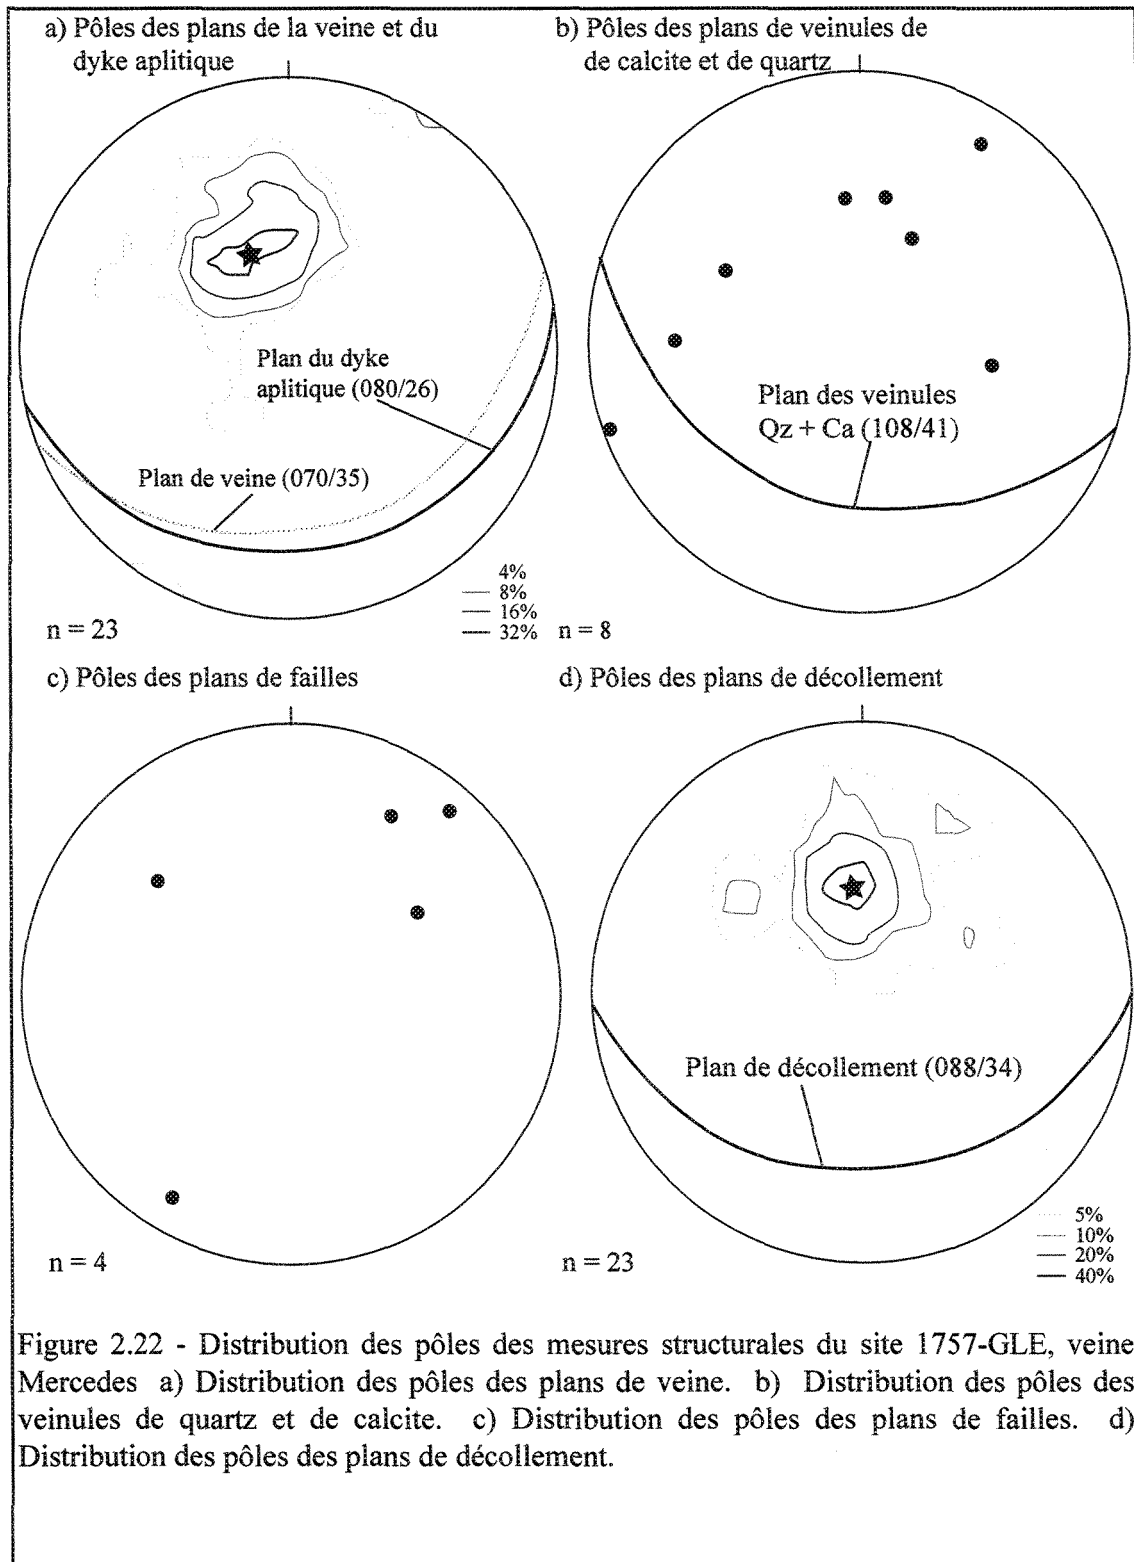 a) Pôles des plans de la veine et du
dyke aplitique
Plan du dyke
aplitique (080/26)
Plan de veine (070/35)
4%
8%
16%
32%
n = 23
b) Pôles des plans de veinules de
de calcite et de quartz
Plan des veinules
Qz + Ca (108/41)
n = 8
c) Pôles des plans de failles
n = 4
d) Pôles des plans de décollement
Plan de décollement (088/34)
5%
10%
20%
40%
n = 23
Figure 2.22 - Distribution des pôles des mesures structurales du site 1757-GLE, veine
Mercedes a) Distribution des pôles des plans de veine. b) Distribution des pôles des
veinules de quartz et de calcite. c) Distribution des pôles des plans de failles. d)
Distribution des pôles des plans de décollement.